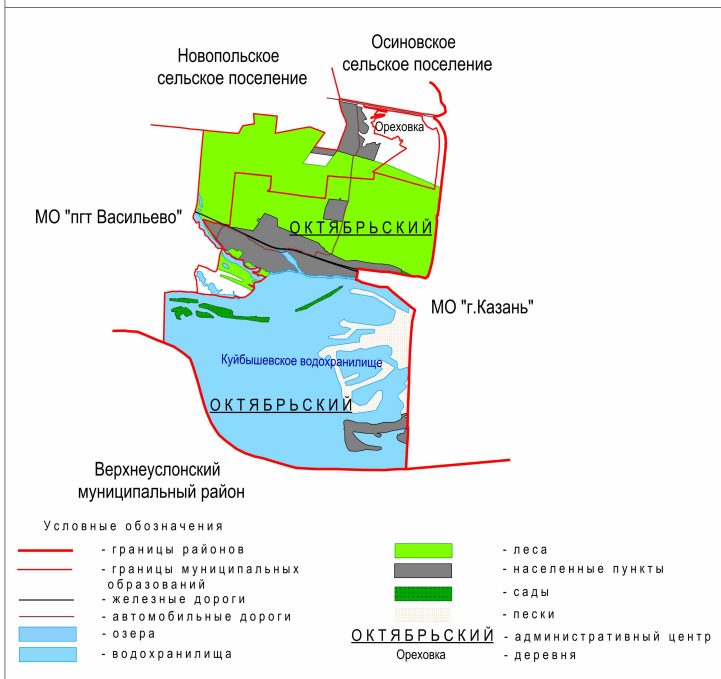 Осиновское
сельское поселение
Новопольское
сельское поселение
Ореховка
МО "пгт Васильево"
ОКТЯБРЬСКИЙ
МО "г.Казань"
Куйбышевское водохранилище
ОКТЯБРЬСКИЙ
Верхнеуслонский
муниципальный район
Условные обозначения
- границы районов
- границы муниципальных
образований
- железные дороги
- автомобильные дороги
- озера
- водохранилища
- леса
- населенные пункты
- сады
- пески
ОКТЯБРЬСКИЙ - административный центр
Ореховка - деревня